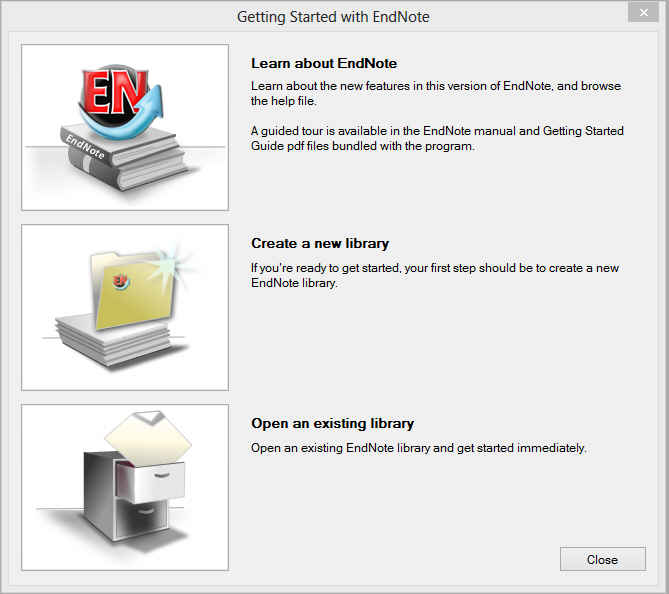 Getting Started with EndNote
EN
EndNote
Learn about EndNote
Learn about the new features in this version of EndNote, and browse
the help file.
A guided tour is available in the EndNote manual and Getting Started
Guide pdf files bundled with the program.
EN
Create a new library
If you're ready to get started, your first step should be to create a new
EndNote library.
Open an existing library
Open an existing EndNote library and get started immediately.
Close